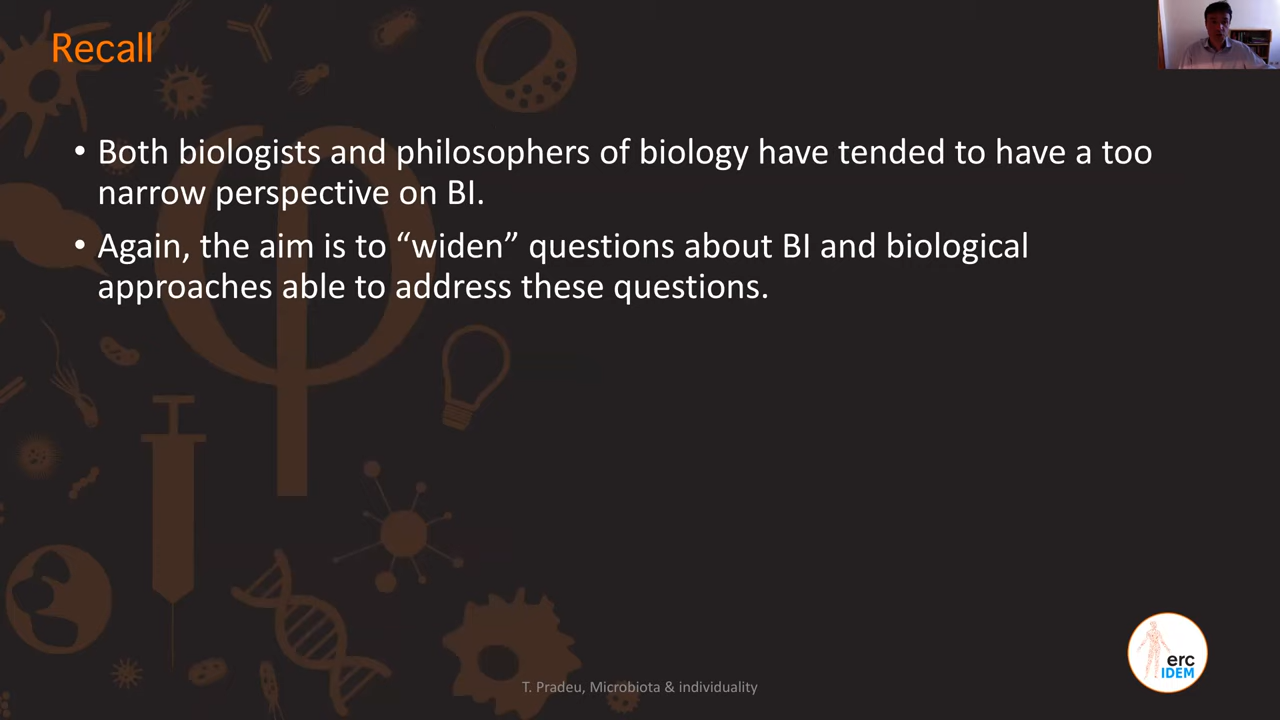 Recall
• Both biologists and philosophers of biology have tended to have a too
narrow perspective on BI.
• Again, the aim is to “widen” questions about BI and biological
approaches able to address these questions.
φ
erc
IDEM
T. Pradeu, Microbiota & individuality